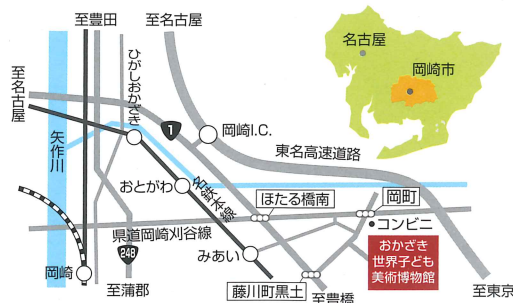 至豊田
至名古屋
名古屋
岡崎市
至名古屋
ひがしおかざき
1
岡崎I.C.
矢作川
東名高速道路
おとがわ
名鉄本線
ほたる橋南
岡町
コンビニ
県道岡崎刈谷線
248
みあい
おかざき
世界子ども
美術博物館
岡崎
至蒲郡
藤川町黒土
至豊橋
至東京